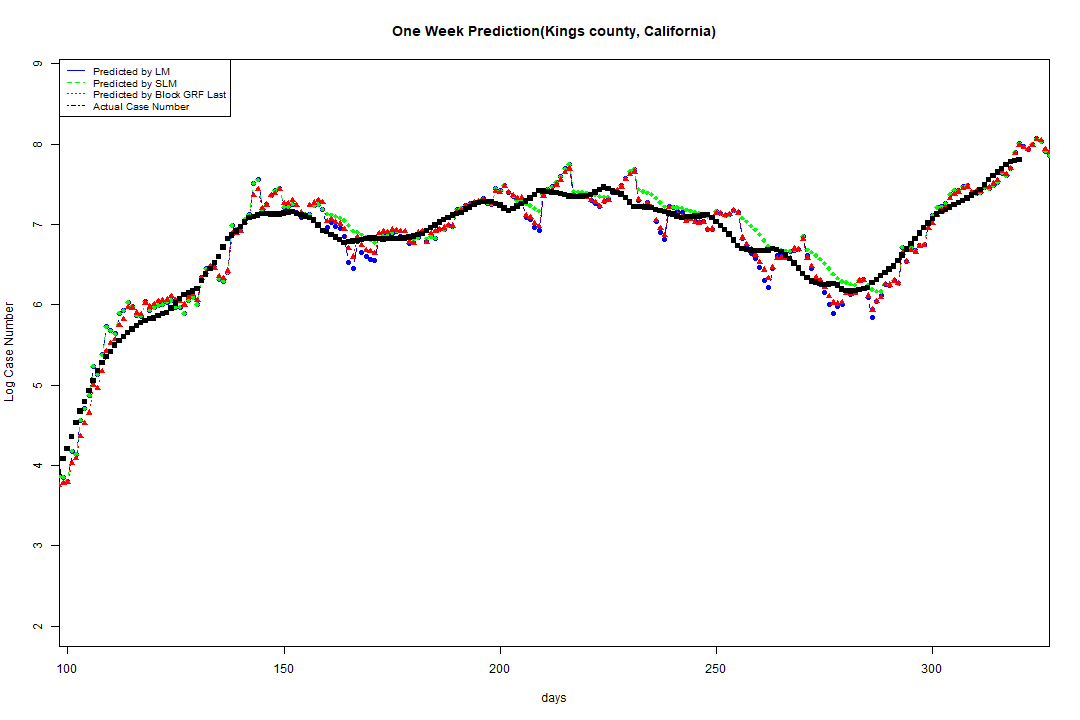 One Week Prediction(Kings county, California)
Predicted by LM
Predicted by SLM
Predicted by Block GRF Last
Actual Case Number
Log Case Number
9
8
7
6
5
4
3
2
100 150 200 250 300
days